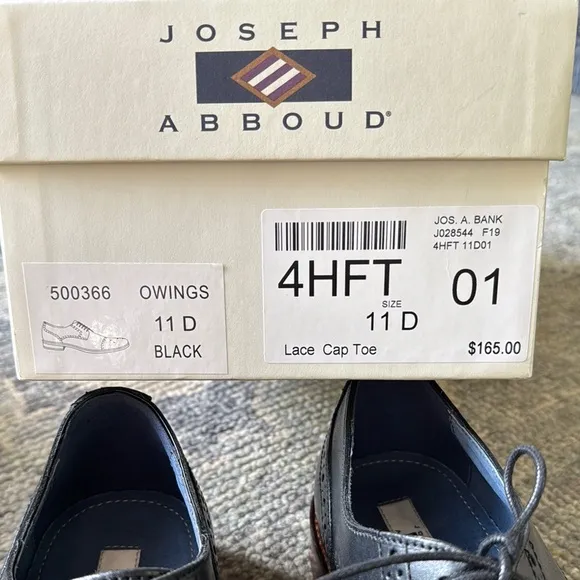 JOSEPH
ABBOUD®
500366 OWINGS
11 D
BLACK
JOS. A. BANK
J028544 F19
4HFT 11D01
4HFT 01
SIZE
11 D
Lace Cap Toe $165.00